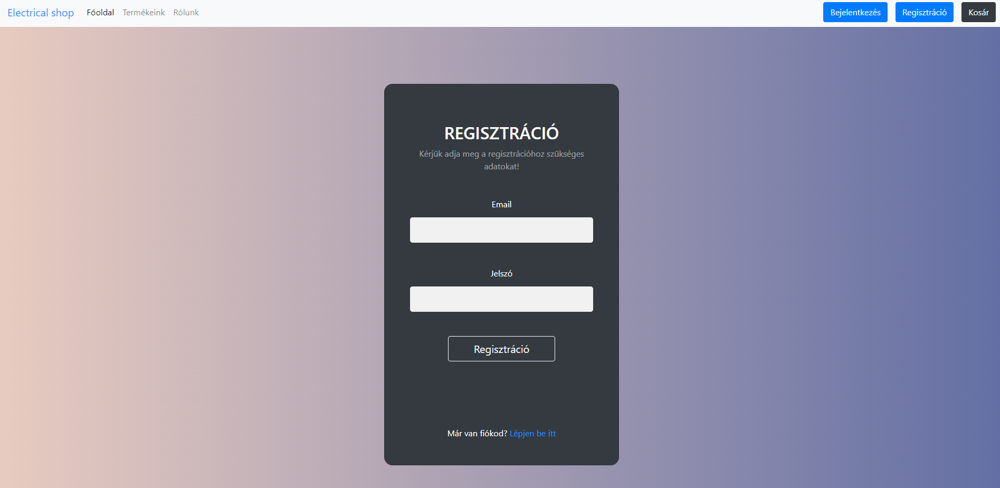 Electrical shop Főoldal Termékeink Rólunk Bejelentkezés Regisztráció Kosár
REGISZTRÁCIÓ
Kérjük adja meg a regisztrációhoz szükséges
adatokat!
Email
Jelszó
Regisztráció
Már van fiókod? Lépjen be itt